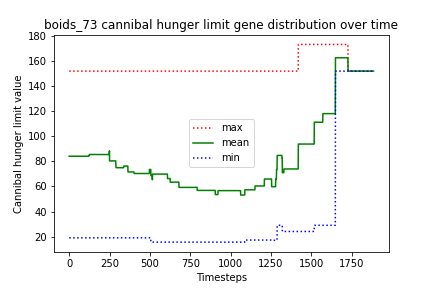 boids_73 cannibal hunger limit gene distribution over time
Cannibal hunger limit value
180
160
140
120
100
80
60
40
20
max
mean
min
0 250 500 750 1000 1250 1500 1750
Timesteps